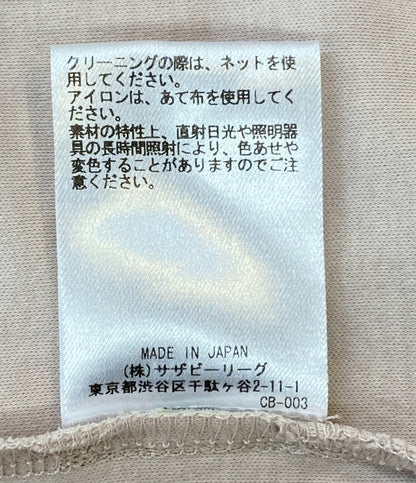 クリーニングの際は、ネットを使
用してください。
アイロンは、あて布を使用してく
ださい。
素材の特性上、直射日光や照明器
具の長時間照射により、色あせや
変色することがありますのでご注
意ください。
MADE IN JAPAN
(株)サザビーリーグ
東京都渋谷区千駄ヶ谷2-11-1
CB-003